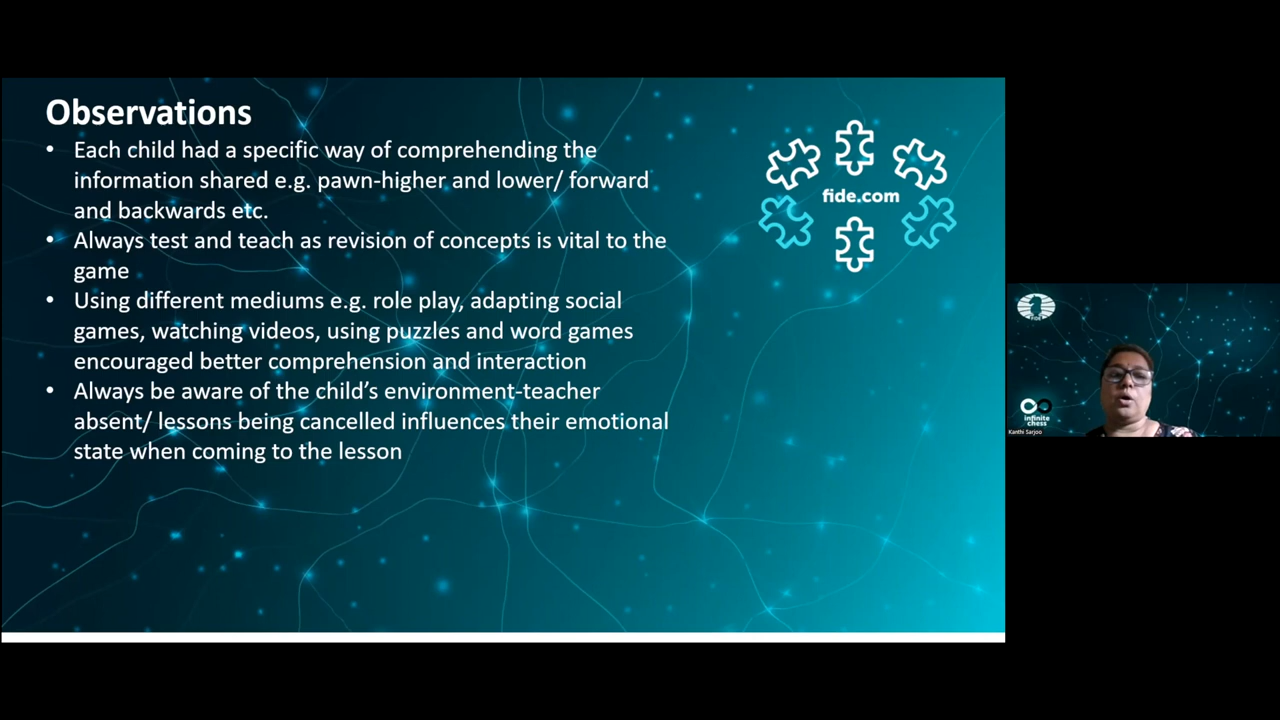 Observations
• Each child had a specific way of comprehending the
information shared e.g. pawn-higher and lower/ forward
and backwards etc.
• Always test and teach as revision of concepts is vital to the
game
• Using different mediums e.g. role play, adapting social
games, watching videos, using puzzles and word games
encouraged better comprehension and interaction
• Always be aware of the child's environment-teacher
absent/ lessons being cancelled influences their emotional
state when coming to the lesson
fide.com
infinite
chess
Kanthi Sarjoo